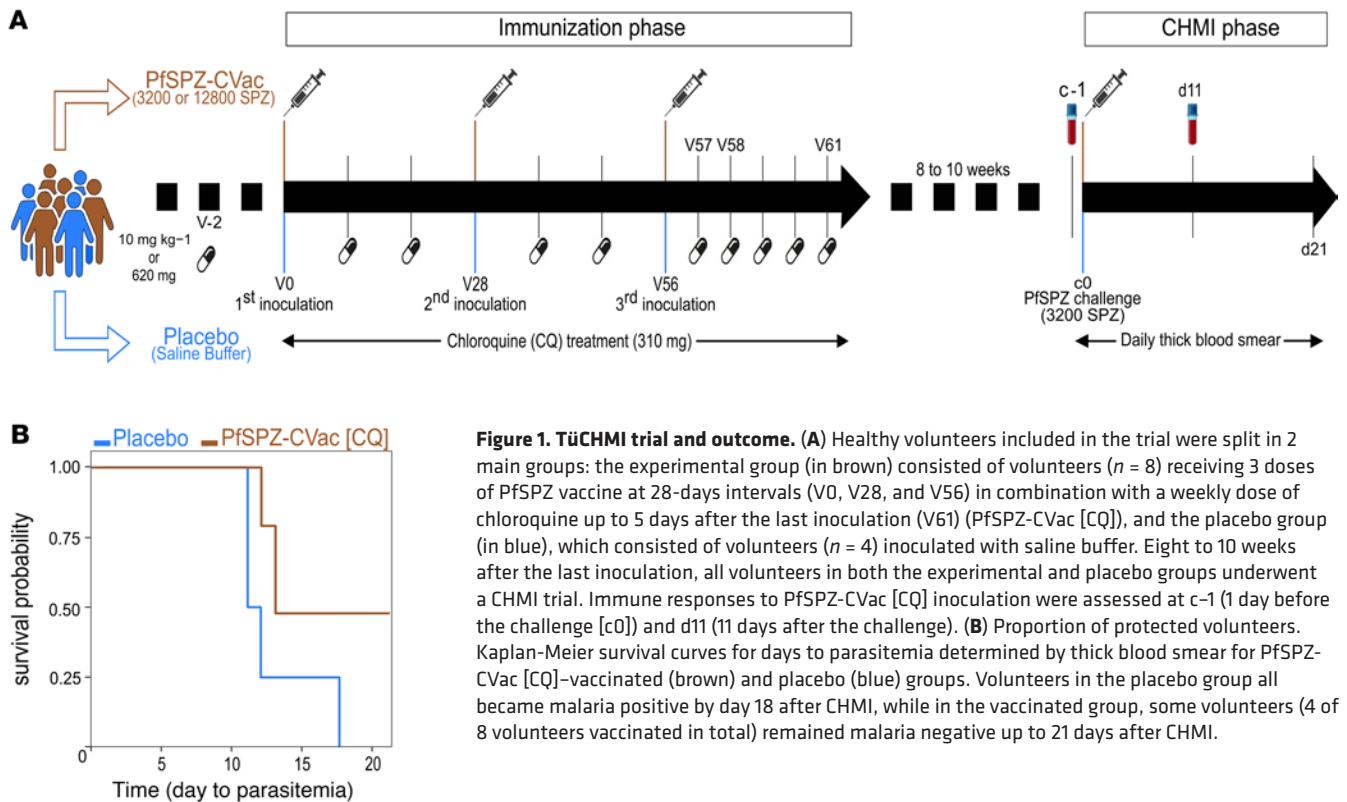 A
Immunization phase
CHMI phase
PfSPZ-CVac
(3200 or 12800 SPZ)
c-1
d11
V57 V58 V61
8 to 10 weeks
V-2
10 mg kg−1
or
620 mg
d21
V0
1st inoculation
V28
2nd inoculation
V56
3rd inoculation
c0
PfSPZ challenge
(3200 SPZ)
Placebo
(Saline Buffer)
Chloroquine (CQ) treatment (310 mg)
Daily thick blood smear
B
Placebo PfSPZ-CVac [CQ]
1.00
0.75
0.50
0.25
0
survival probability
5 10 15 20
Time (day to parasitemia)
Figure 1. TüCHMI trial and outcome. (A) Healthy volunteers included in the trial were split in 2
main groups: the experimental group (in brown) consisted of volunteers (n = 8) receiving 3 doses
of PfSPZ vaccine at 28-days intervals (V0, V28, and V56) in combination with a weekly dose of
chloroquine up to 5 days after the last inoculation (V61) (PfSPZ-CVac [CQ]), and the placebo group
(in blue), which consisted of volunteers (n = 4) inoculated with saline buffer. Eight to 10 weeks
after the last inoculation, all volunteers in both the experimental and placebo groups underwent
a CHMI trial. Immune responses to PfSPZ-CVac [CQ] inoculation were assessed at c−1 (1 day before
the challenge [c0]) and d11 (11 days after the challenge). (B) Proportion of protected volunteers.
Kaplan-Meier survival curves for days to parasitemia determined by thick blood smear for PfSPZ-
CVac [CQ]–vaccinated (brown) and placebo (blue) groups. Volunteers in the placebo group all
became malaria positive by day 18 after CHMI, while in the vaccinated group, some volunteers (4 of
8 volunteers vaccinated in total) remained malaria negative up to 21 days after CHMI.